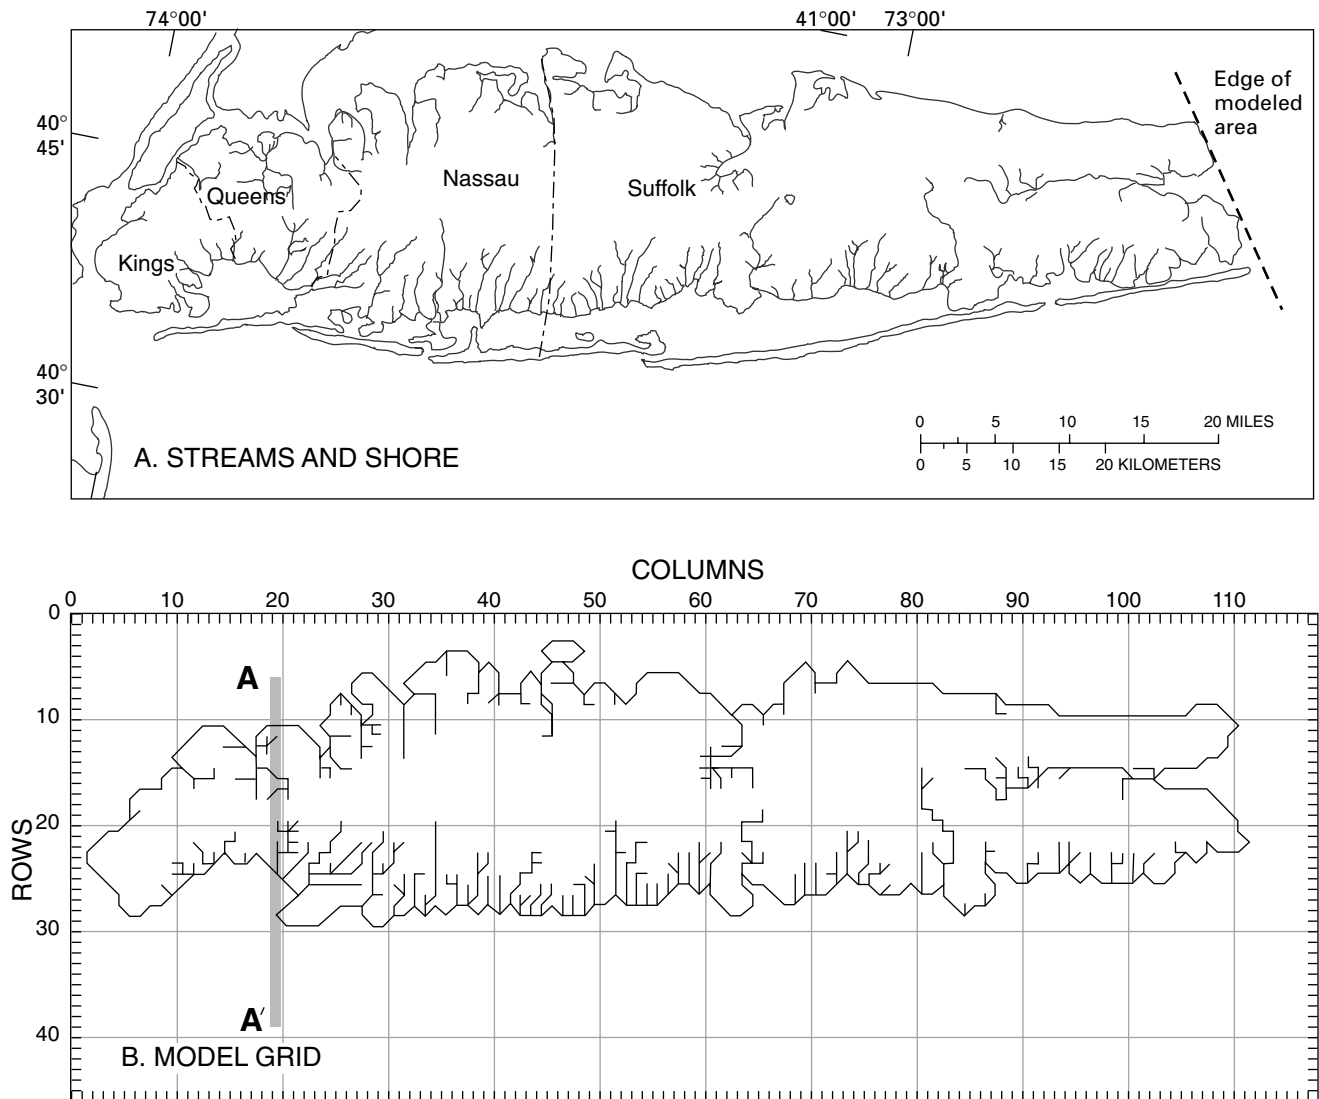 74°00' 41°00' 73°00'
Edge of
modeled
area
40°
45'
Nassau
Queens
Suffolk
Kings
40°
30'
0 5 10 15 20 MILES
0 5 10 15 20 KILOMETERS
A. STREAMS AND SHORE
COLUMNS
0 10 20 30 40 50 60 70 80 90 100 110
0
A
10
20
ROWS
30
A′
40
B. MODEL GRID